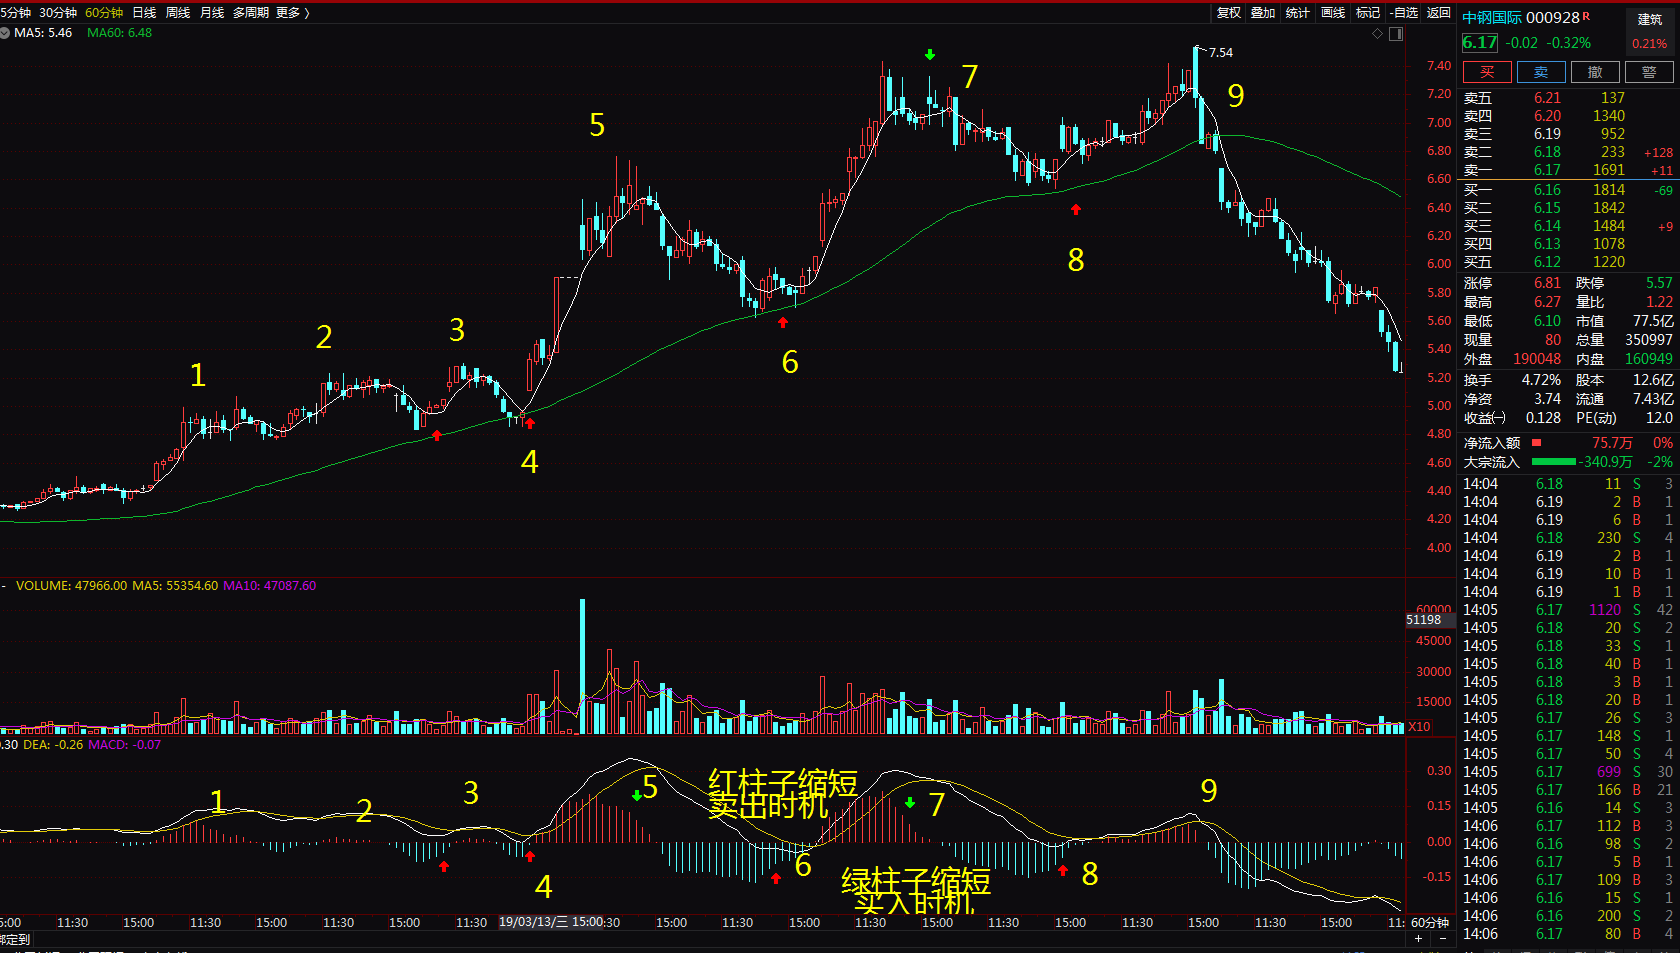 5分钟 30分钟 60分钟 日线 周线 月线 多周期 更多 〉
复权 叠加 统计 画线 标记 -自选 返回
MA5: 5.46 MA60: 6.48
7.54
1
2
3
4
5
6
7
8
9
7.40
7.20
7.00
6.80
6.60
6.40
6.20
6.00
5.80
5.60
5.40
5.20
5.00
4.80
4.60
4.40
4.20
4.00
- VOLUME: 47966.00 MA5: 55354.60 MA10: 47087.60
60000
51198
45000
30000
15000
X10
0.30 DEA: -0.26 MACD: -0.07
1
2
3
4
5
红柱子缩短
卖出时机
6
7
绿柱子缩短
买入时机
8
9
0.30
0.15
0.00
-0.15
5:00 11:30 15:00 11:30 15:00 11:30 15:00 11:30 19/03/13/三 15:00 :30 15:00 11:30 15:00 11:30 15:00 11:30 15:00 11:30 15:00 11:30 15:00 11: 60分钟
绑定到
+ -
中钢国际 000928 R
建筑
6.17 -0.02 -0.32% 0.21%
买 卖 撤 警
卖五 6.21 137
卖四 6.20 1340
卖三 6.19 952
卖二 6.18 233 +128
卖一 6.17 1691 +11
买一 6.16 1814 -69
买二 6.15 1842
买三 6.14 1484 +9
买四 6.13 1078
买五 6.12 1220
涨停 6.81 跌停 5.57
最高 6.27 量比 1.22
最低 6.10 市值 77.5亿
现量 80 总量 350997
外盘 190048 内盘 160949
换手 4.72% 股本 12.6亿
净资 3.74 流通 7.43亿
收益㈠ 0.128 PE(动) 12.0
净流入额 75.7万 0%
大宗流入 -340.9万 -2%
14:04 6.18 11 S 3
14:04 6.19 2 B 1
14:04 6.19 6 B 1
14:04 6.18 230 S 4
14:04 6.19 2 B 1
14:04 6.19 10 B 1
14:04 6.19 1 B 1
14:05 6.17 1120 S 42
14:05 6.18 20 S 2
14:05 6.18 33 S 1
14:05 6.18 40 B 1
14:05 6.18 3 B 1
14:05 6.18 20 B 1
14:05 6.17 26 S 3
14:05 6.17 148 S 1
14:05 6.17 50 S 4
14:05 6.17 699 S 30
14:05 6.17 166 B 21
14:05 6.16 14 S 3
14:06 6.17 112 B 3
14:06 6.16 98 S 2
14:06 6.17 5 B 1
14:06 6.17 109 B 3
14:06 6.16 15 S 1
14:06 6.16 200 S 2
14:06 6.17 80 B 4